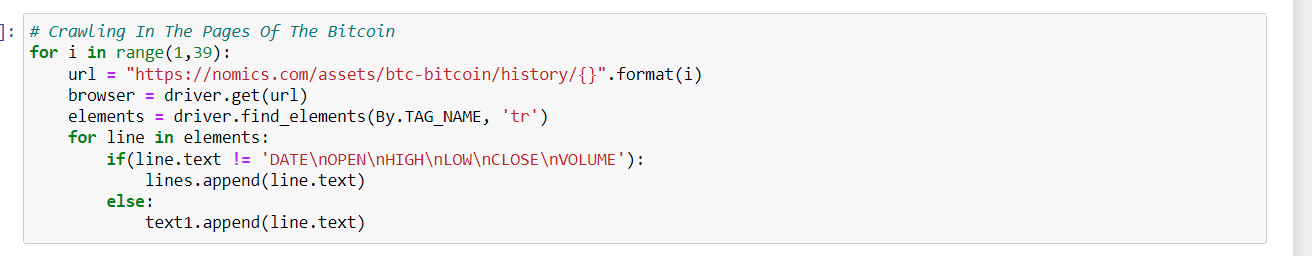 ]: # Crawling In The Pages Of The Bitcoin
for i in range(1,39):
    url = "https://nomics.com/assets/btc-bitcoin/history/{}".format(i)
    browser = driver.get(url)
    elements = driver.find_elements(By.TAG_NAME, 'tr')
    for line in elements:
        if(line.text != 'DATE\nOPEN\nHIGH\nLOW\nCLOSE\nVOLUME'):
            lines.append(line.text)
        else:
            text1.append(line.text)